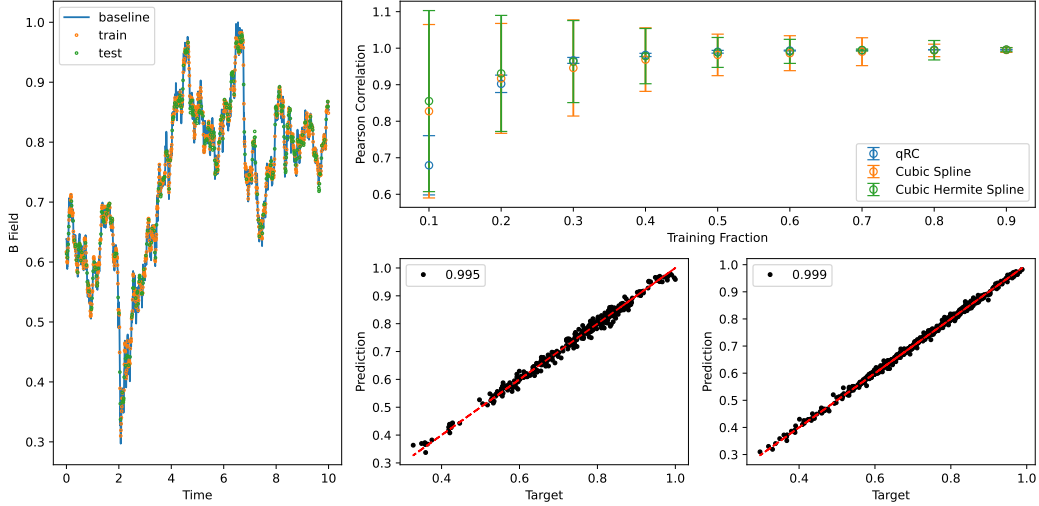 baseline
train
test
1.0
0.9
0.8
0.7
0.6
0.5
0.4
0.3
B Field
0 2 4 6 8 10
Time
1.1
1.0
0.9
0.8
0.7
0.6
Pearson Correlation
qRC
Cubic Spline
Cubic Hermite Spline
0.1 0.2 0.3 0.4 0.5 0.6 0.7 0.8 0.9
Training Fraction
0.995
1.0
0.9
0.8
0.7
0.6
0.5
0.4
0.3
Prediction
0.4 0.6 0.8 1.0
Target
0.999
1.0
0.9
0.8
0.7
0.6
0.5
0.4
0.3
Prediction
0.4 0.6 0.8 1.0
Target